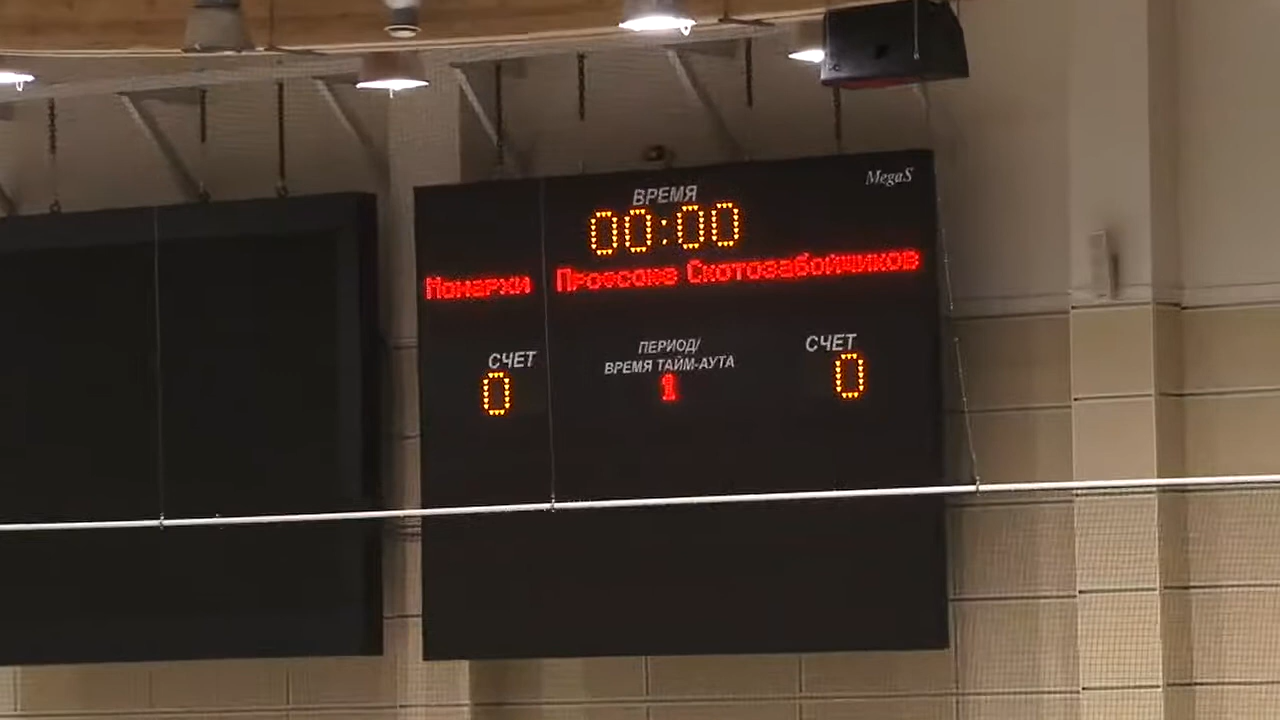 MegaS
ВРЕМЯ
00:00
Монархи Профсоюз Скотозабойщиков
СЧЕТ ПЕРИОД/ СЧЕТ
ВРЕМЯ ТАЙМ-АУТА
0 1 0